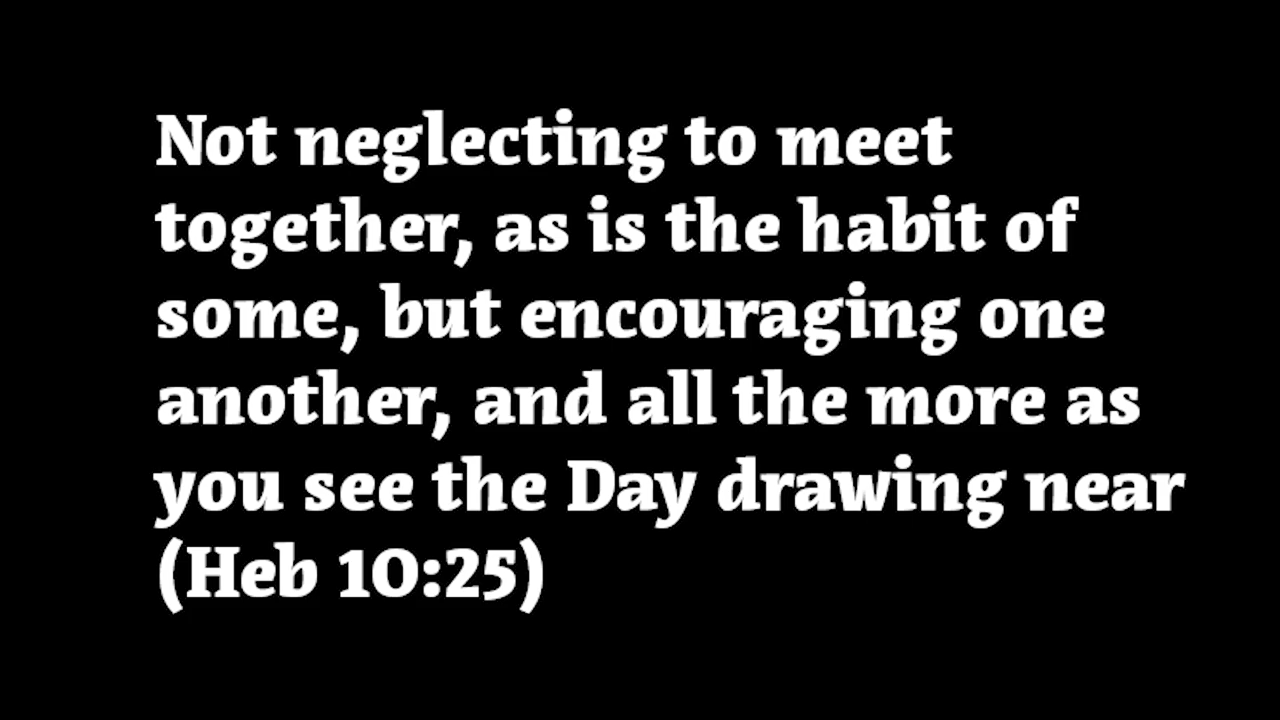 Not neglecting to meet
together, as is the habit of
some, but encouraging one
another, and all the more as
you see the Day drawing near
(Heb 10:25)